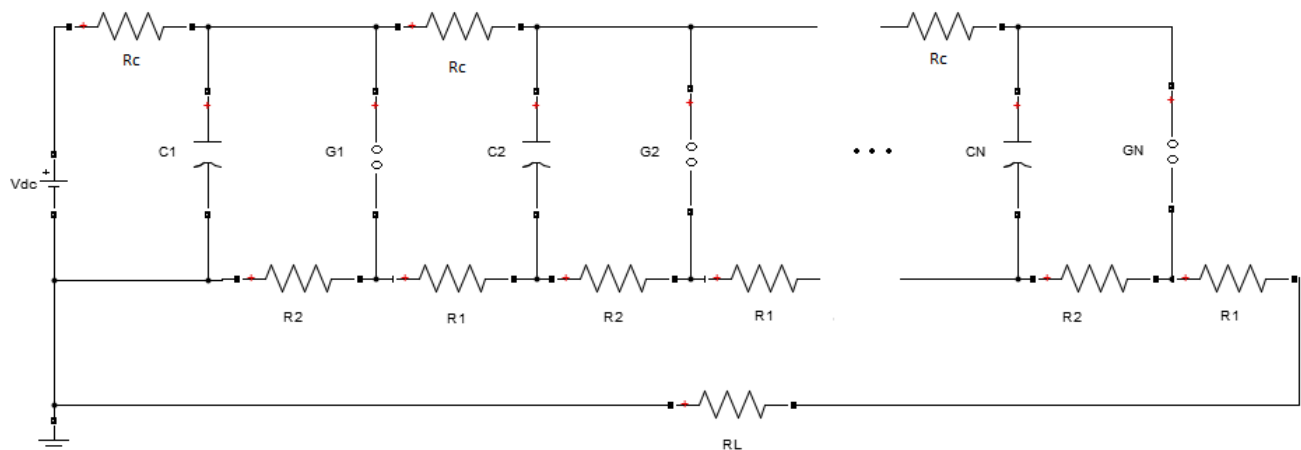 Rc Rc Rc
C1 G1 C2 G2 ••• CN GN
+
Vdc
R2 R1 R2 R1 R2 R1
RL